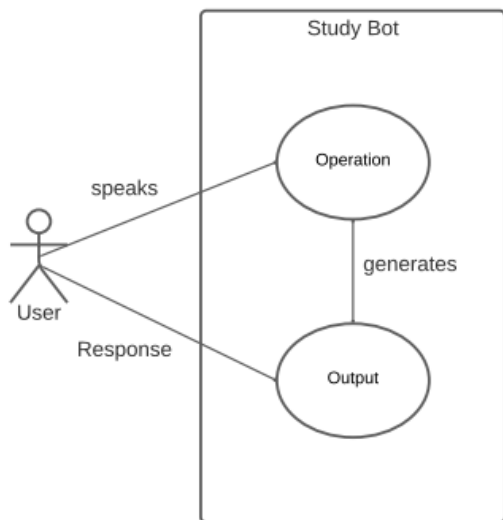 Study Bot
Operation
speaks
generates
User
Response
Output